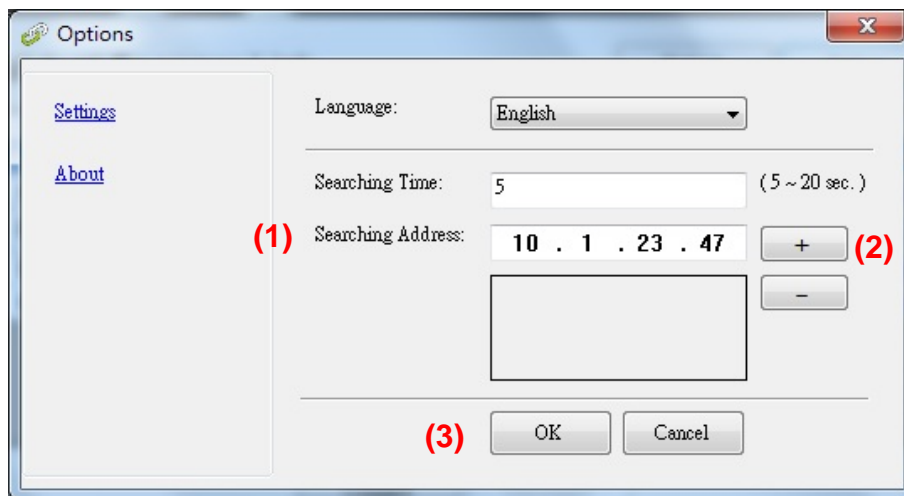 Options
Settings
About
Language: English
Searching Time: 5 ( 5 ~ 20 sec. )
(1) Searching Address: 10 . 1 . 23 . 47 + (2)
–
(3) OK Cancel